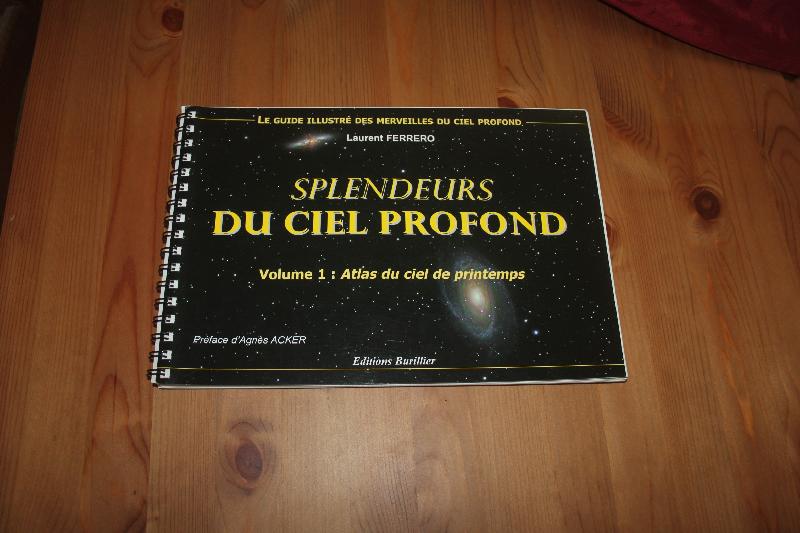 LE GUIDE ILLUSTRÉ DES MERVEILLES DU CIEL PROFOND
Laurent FERRERO
SPLENDEURS
DU CIEL PROFOND
Volume 1 : Atlas du ciel de printemps
Préface d'Agnès ACKER
Editions Burillier